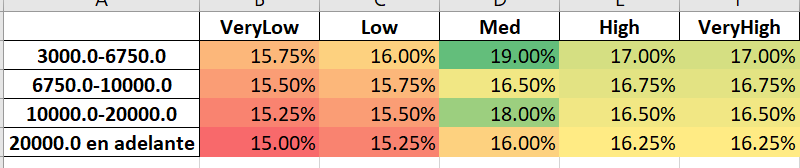 A B C D E F
VeryLow Low Med High VeryHigh
3000.0-6750.0 15.75% 16.00% 19.00% 17.00% 17.00%
6750.0-10000.0 15.50% 15.75% 16.50% 16.75% 16.75%
10000.0-20000.0 15.25% 15.50% 18.00% 16.50% 16.50%
20000.0 en adelante 15.00% 15.25% 16.00% 16.25% 16.25%